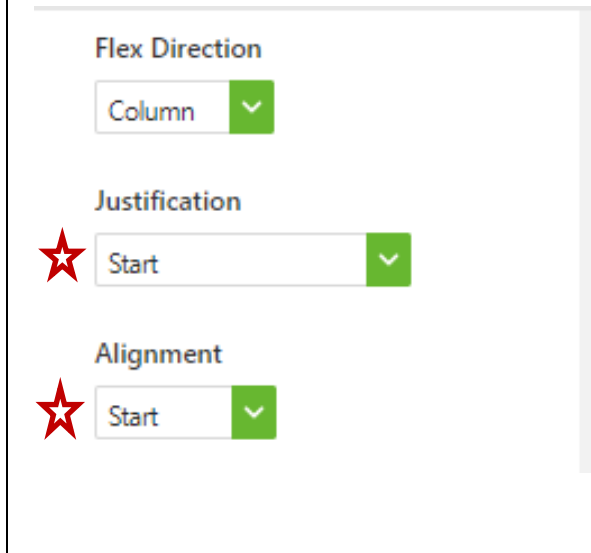 Flex Direction
Column
Justification
Start
Alignment
Start